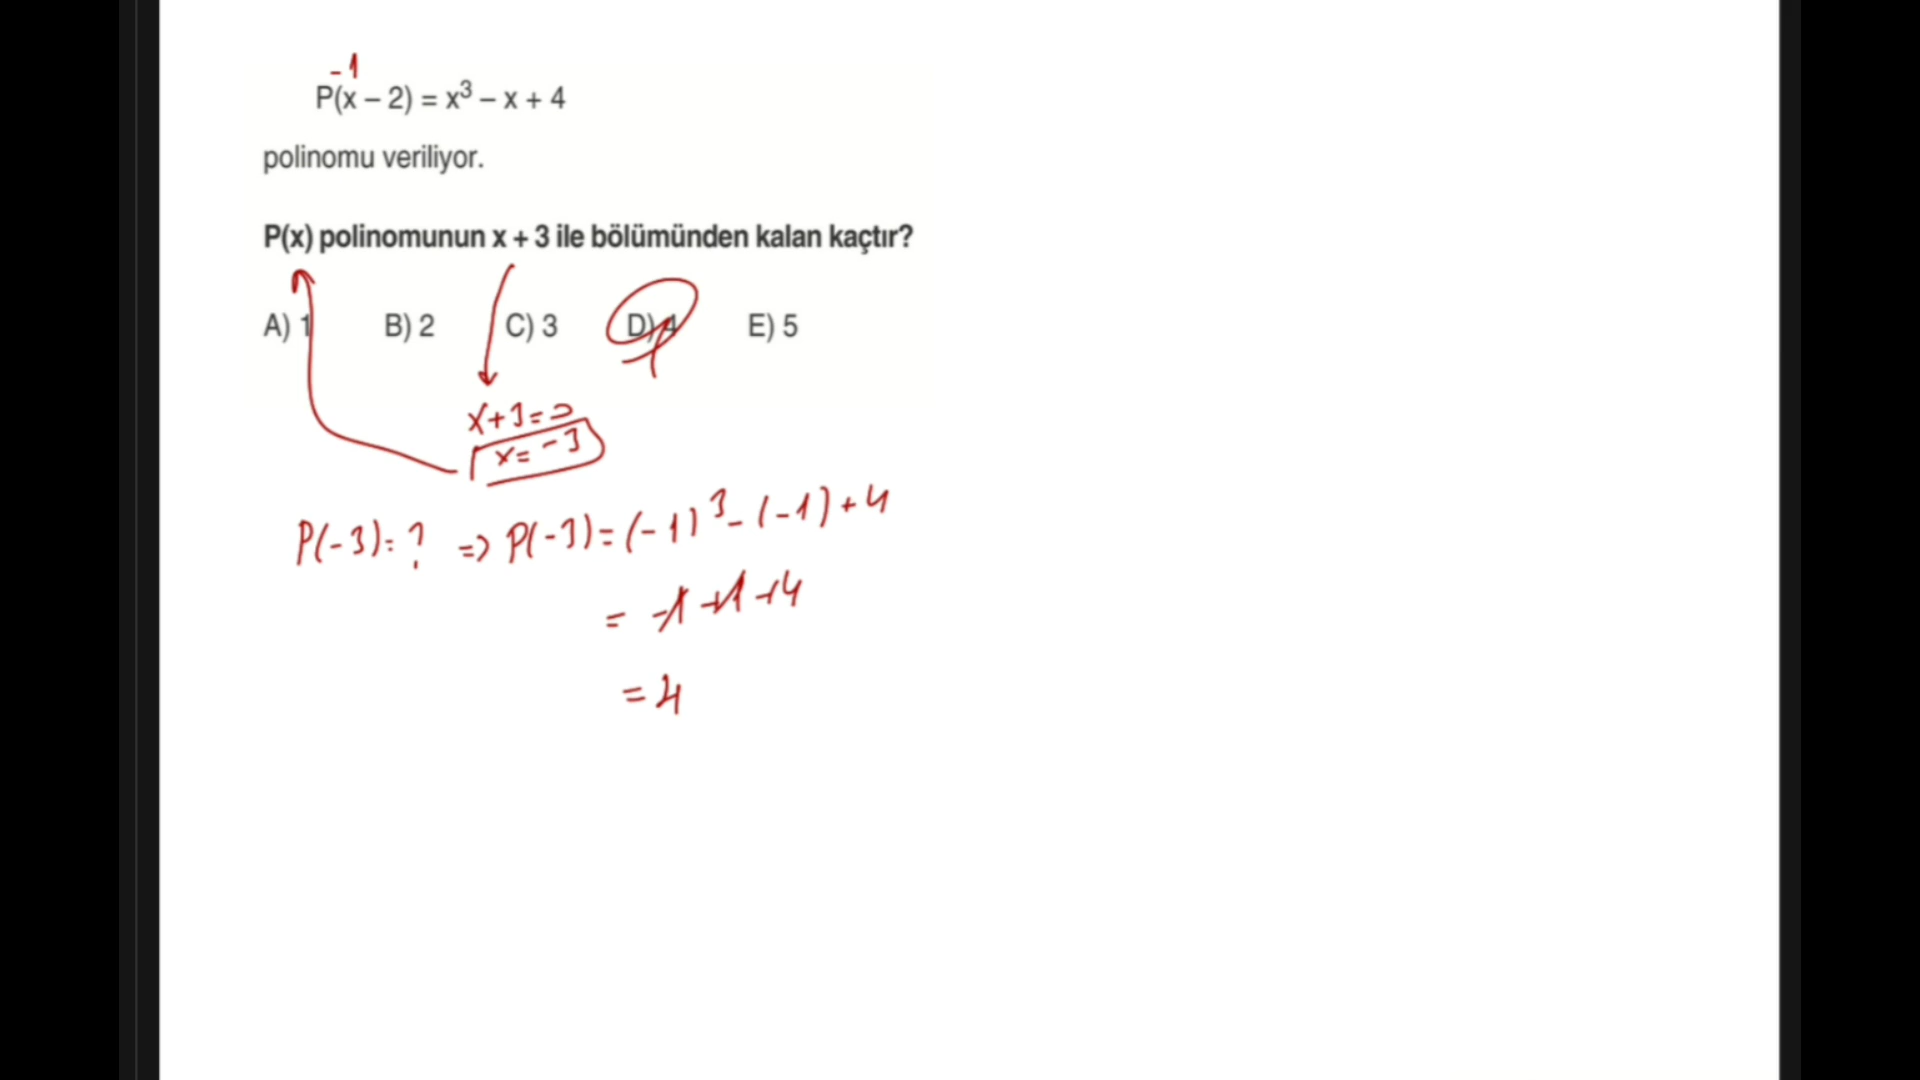 -1
P(x – 2) = x³ – x + 4
polinomu veriliyor.
P(x) polinomunun x + 3 ile bölümünden kalan kaçtır?
A) 1 B) 2 C) 3 D) 4 E) 5
x+3=0
x=-3
P(-3)=? => P(-3)=(-1)³-(-1)+4
= -1+1+4
=4